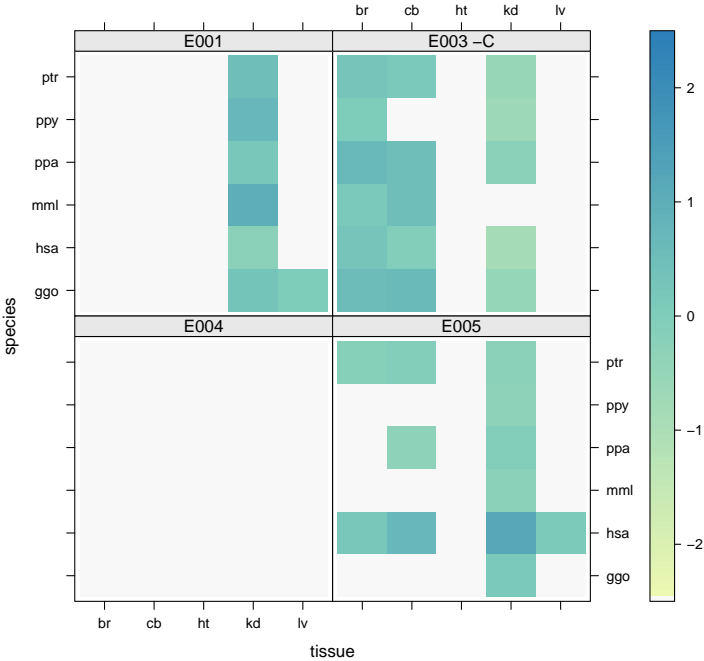 br cb ht kd lv
E001 E003 −C
ptr
ppy
ppa
mml
hsa
ggo
E004 E005
ptr
ppy
ppa
mml
hsa
ggo
br cb ht kd lv
tissue
species
2
1
0
−1
−2